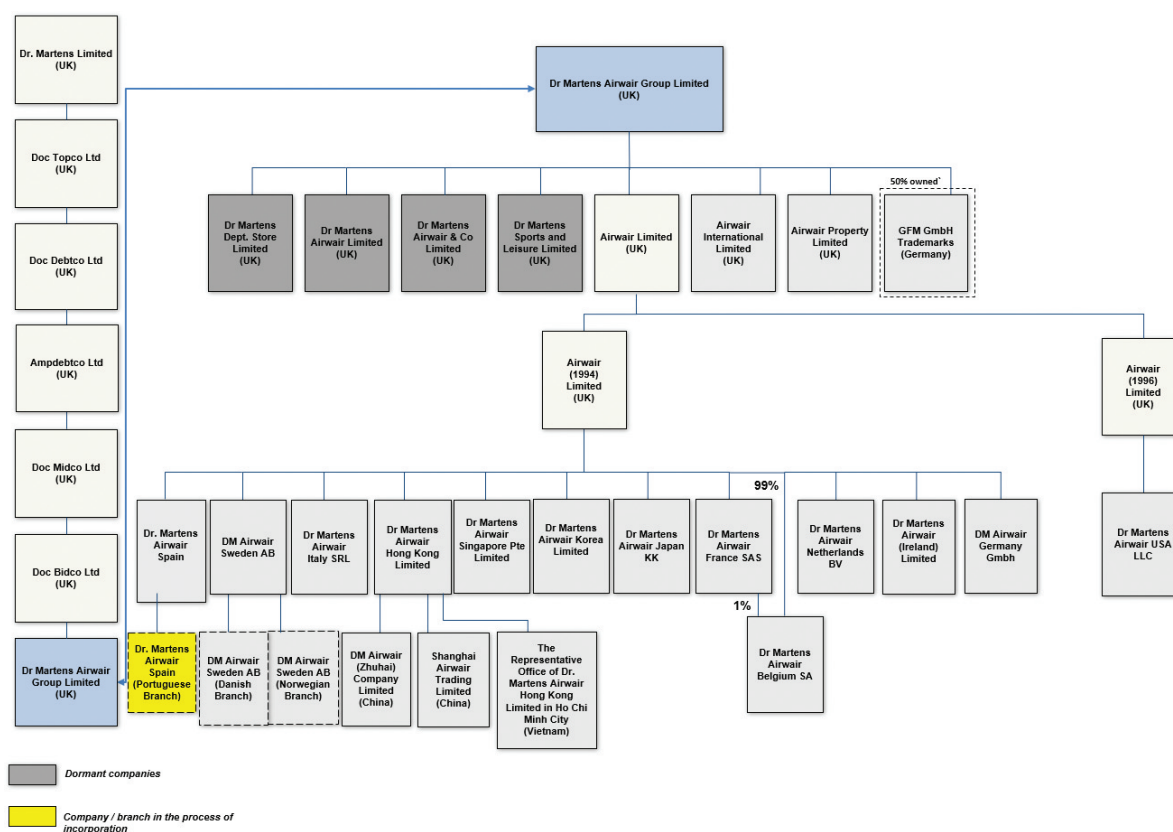 Dr. Martens Limited
(UK)
Doc Topco Ltd
(UK)
Doc Debtco Ltd
(UK)
Ampdebtco Ltd
(UK)
Doc Midco Ltd
(UK)
Doc Bidco Ltd
(UK)
Dr Martens Airwair
Group Limited
(UK)
Dr Martens Airwair Group Limited
(UK)
50% owned`
Dr Martens
Dept. Store
Limited
(UK)
Dr Martens
Airwair Limited
(UK)
Dr Martens
Airwair & Co
Limited
(UK)
Dr Martens
Sports and
Leisure Limited
(UK)
Airwair Limited
(UK)
Airwair
International
Limited
(UK)
Airwair Property
Limited
(UK)
GFM GmbH
Trademarks
(Germany)
Airwair
(1994)
Limited
(UK)
Airwair
(1996)
Limited
(UK)
99%
Dr. Martens
Airwair
Spain
DM Airwair
Sweden AB
Dr Martens
Airwair
Italy SRL
Dr Martens
Airwair
Hong Kong
Limited
Dr Martens
Airwair
Singapore Pte
Limited
Dr Martens
Airwair Korea
Limited
Dr Martens
Airwair Japan
KK
Dr Martens
Airwair
France SAS
Dr Martens
Airwair
Netherlands
BV
Dr Martens
Airwair
(Ireland)
Limited
DM Airwair
Germany
Gmbh
Dr Martens
Airwair USA
LLC
1%
Dr. Martens
Airwair
Spain
(Portuguese
Branch)
DM Airwair
Sweden AB
(Danish
Branch)
DM Airwair
Sweden AB
(Norwegian
Branch)
DM Airwair
(Zhuhai)
Company
Limited
(China)
Shanghai
Airwair
Trading
Limited
(China)
The
Representative
Office of Dr.
Martens Airwair
Hong Kong
Limited in Ho Chi
Minh City
(Vietnam)
Dr Martens
Airwair
Belgium SA
Dormant companies
Company / branch in the process of
incorporation